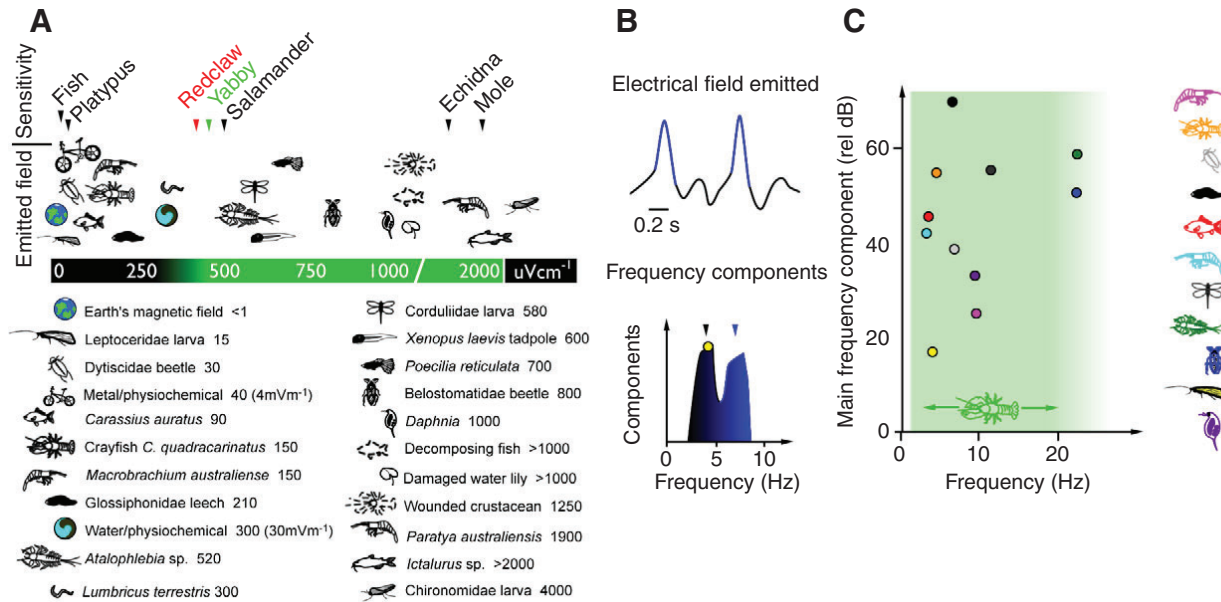 A
Fish
Platypus
Redclaw
Yabby
Salamander
Echidna
Mole
Sensitivity
Emitted field
0 250 500 750 1000 2000 uVcm-1
Earth's magnetic field <1
Leptoceridae larva 15
Dytiscidae beetle 30
Metal/physiochemical 40 (4mVm-1)
Carassius auratus 90
Crayfish C. quadracarinatus 150
Macrobrachium australiense 150
Glossiphonidae leech 210
Water/physiochemical 300 (30mVm-1)
Atalophlebia sp. 520
Lumbricus terrestris 300
Corduliidae larva 580
Xenopus laevis tadpole 600
Poecilia reticulata 700
Belostomatidae beetle 800
Daphnia 1000
Decomposing fish >1000
Damaged water lily >1000
Wounded crustacean 1250
Paratya australiensis 1900
Ictalurus sp. >2000
Chironomidae larva 4000
B
Electrical field emitted
0.2 s
Frequency components
Components
0 5 10
Frequency (Hz)
C
Main frequency component (rel dB)
60
40
20
0
0 10 20
Frequency (Hz)